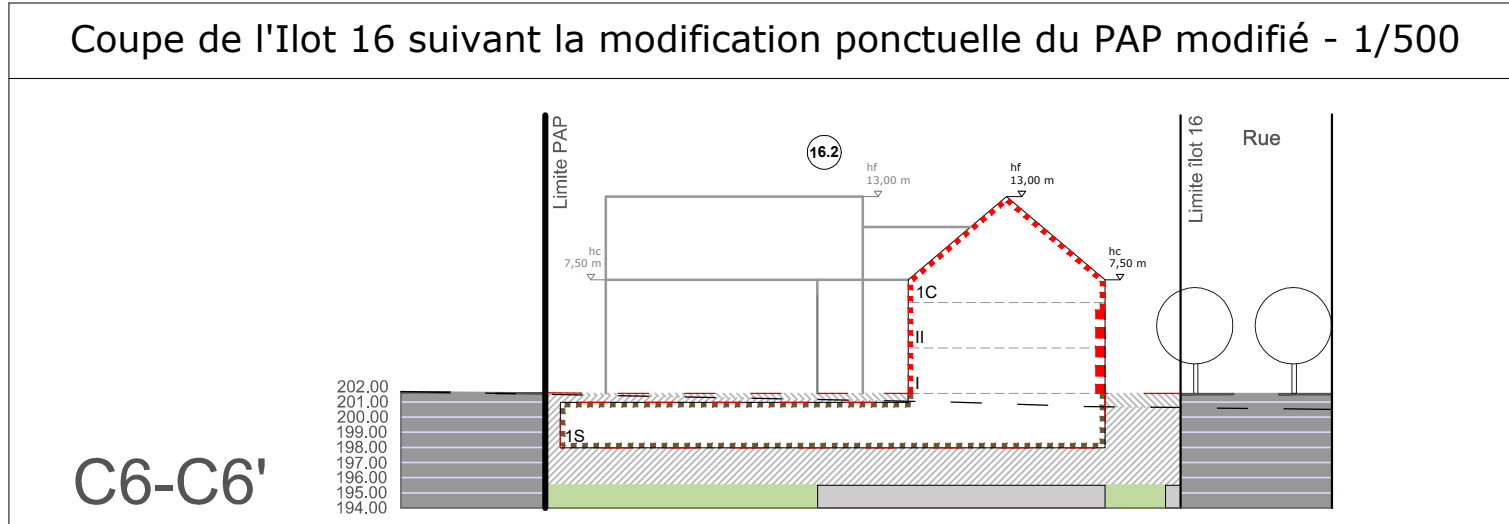 Coupe de l'Ilot 16 suivant la modification ponctuelle du PAP modifié - 1/500
Limite PAP
16.2
hf
13,00 m
hf
13,00 m
Limite îlot 16
Rue
hc
7,50 m
hc
7,50 m
1C
II
I
1S
202.00
201.00
200.00
199.00
198.00
197.00
196.00
195.00
194.00
C6-C6'